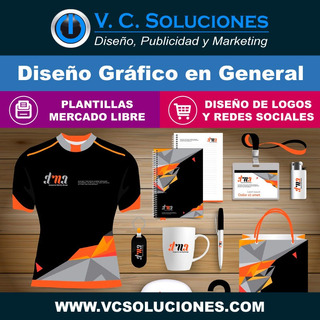 V. C. Soluciones
Diseño, Publicidad y Marketing
Diseño Gráfico en General
PLANTILLAS
MERCADO LIBRE
DISEÑO DE LOGOS
Y REDES SOCIALES
WWW.VCSOLUCIONES.COM